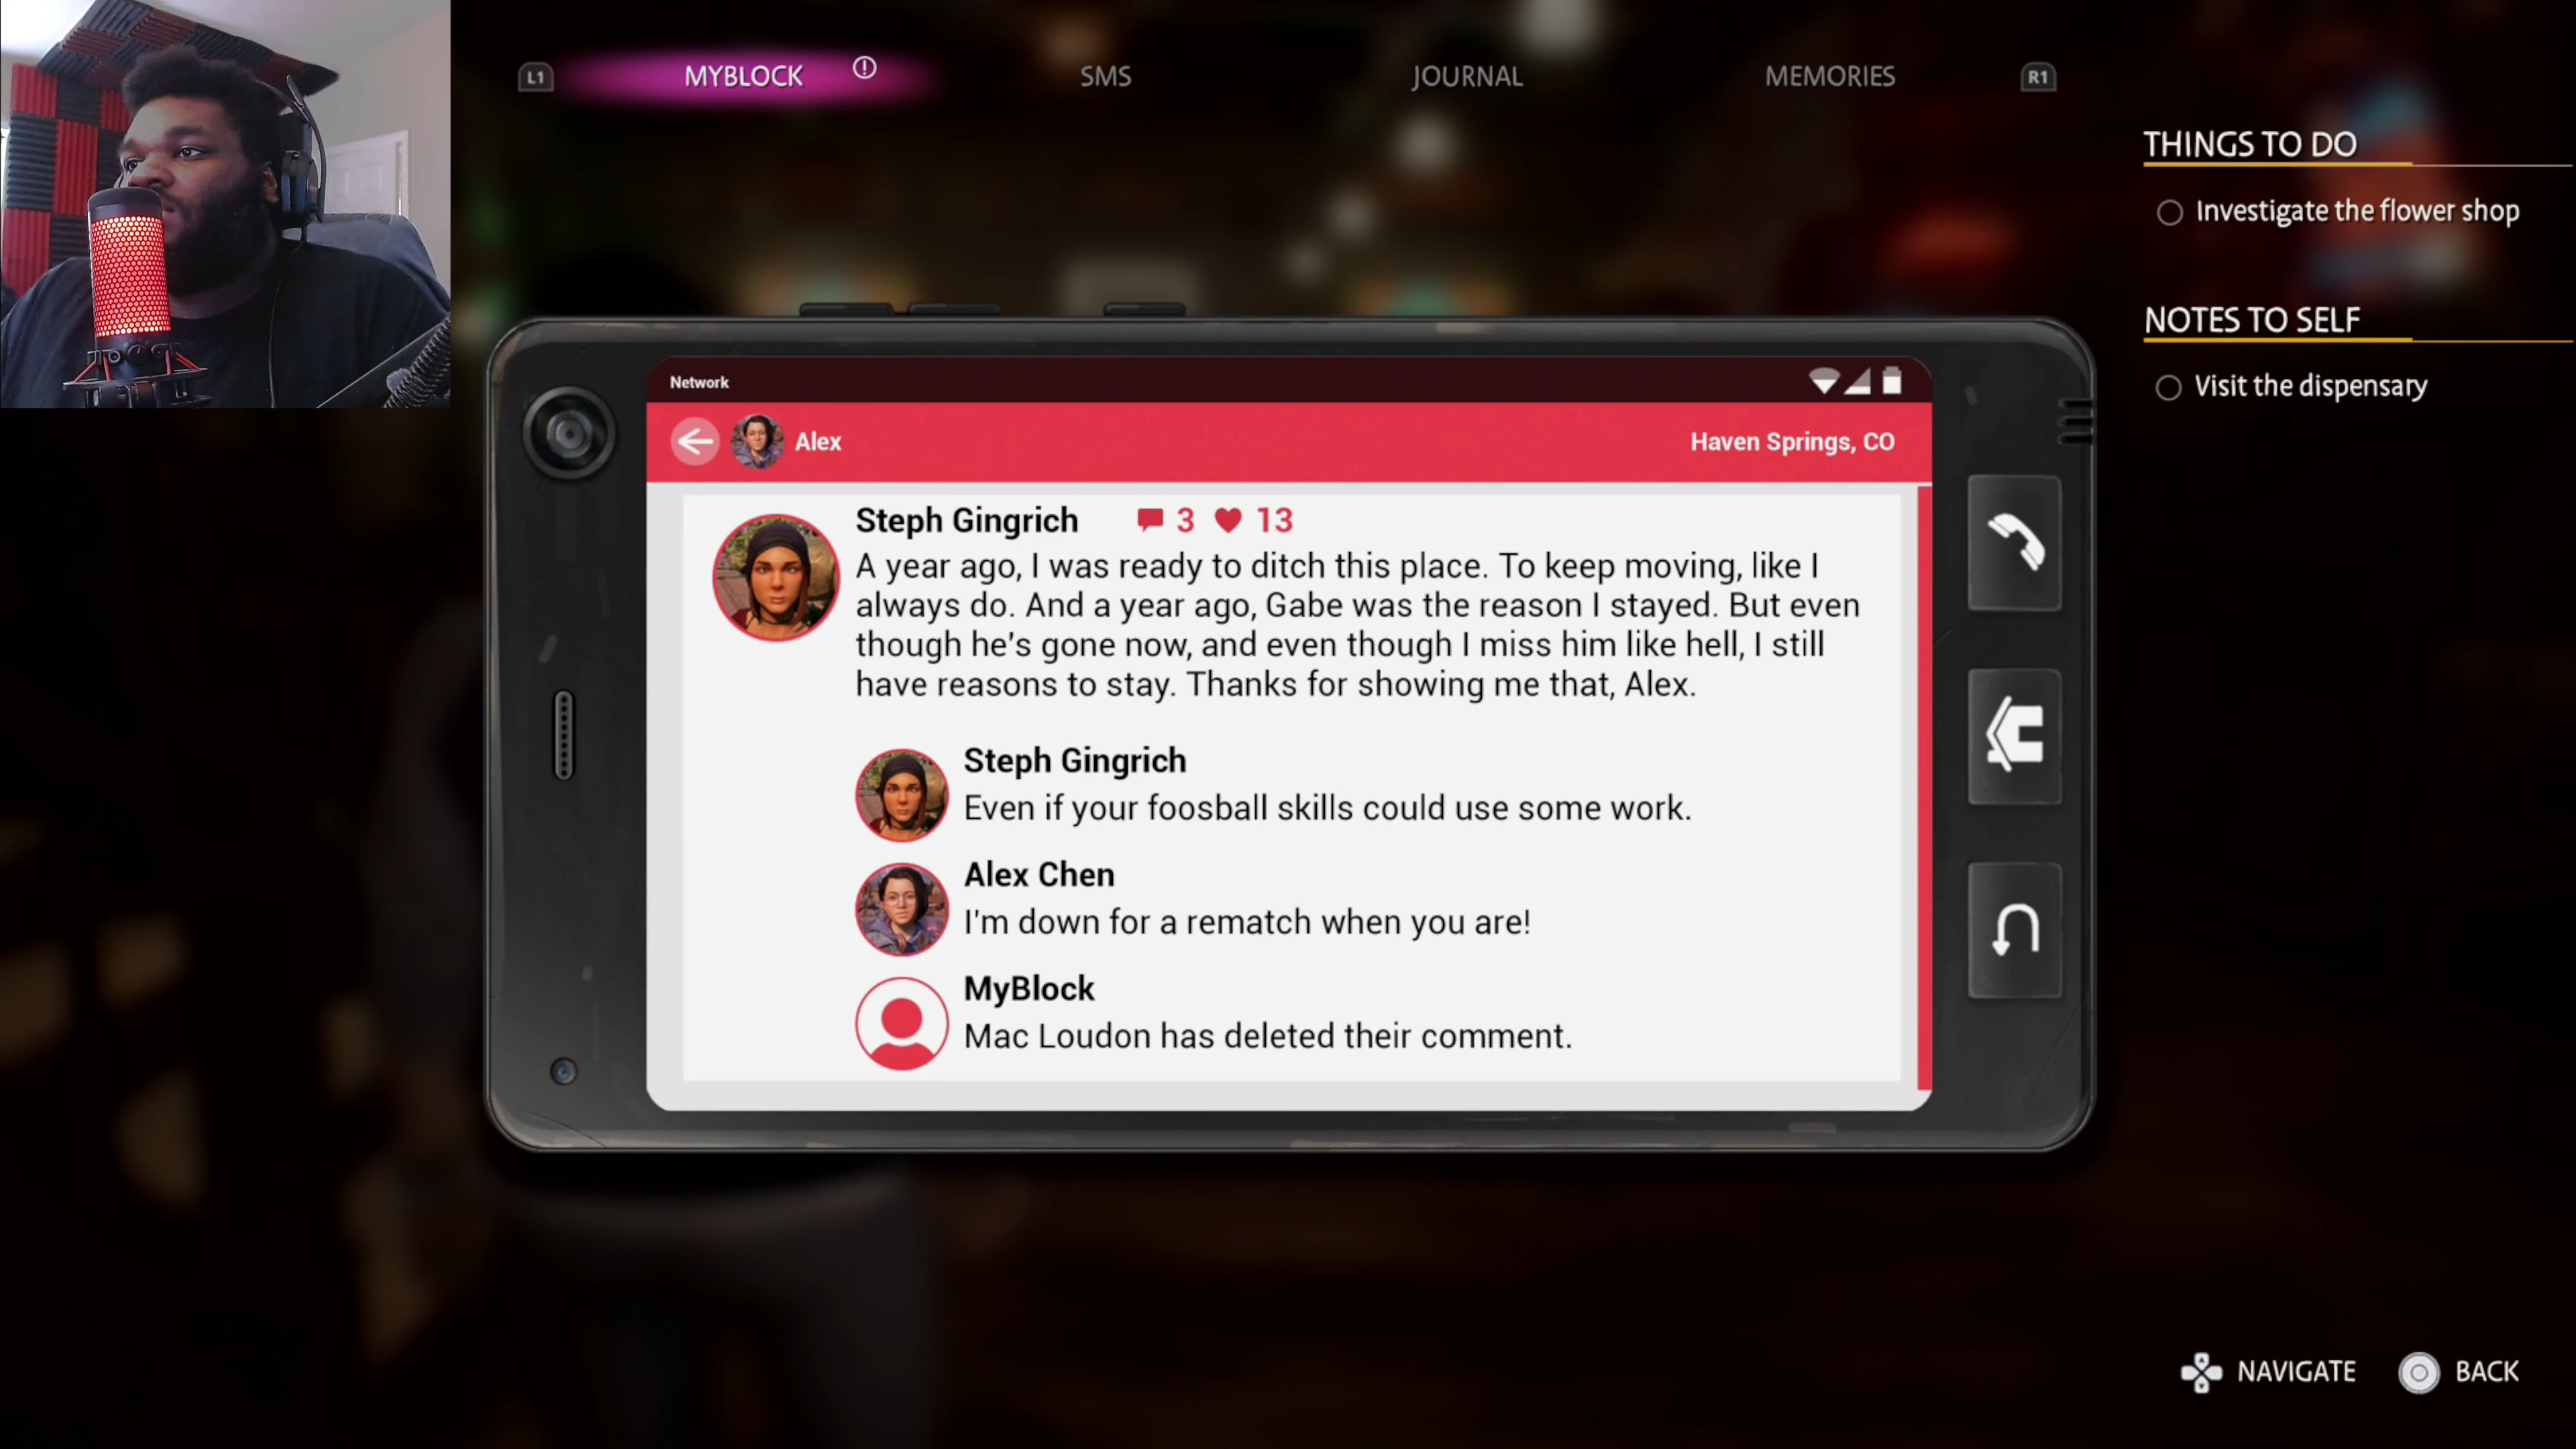 L1
MYBLOCK
SMS
JOURNAL
MEMORIES
R1
THINGS TO DO
Investigate the flower shop
NOTES TO SELF
Visit the dispensary
Network
Alex
Haven Springs, CO
Steph Gingrich 3 13
A year ago, I was ready to ditch this place. To keep moving, like I
always do. And a year ago, Gabe was the reason I stayed. But even
though he's gone now, and even though I miss him like hell, I still
have reasons to stay. Thanks for showing me that, Alex.
Steph Gingrich
Even if your foosball skills could use some work.
Alex Chen
I'm down for a rematch when you are!
MyBlock
Mac Loudon has deleted their comment.
NAVIGATE
BACK